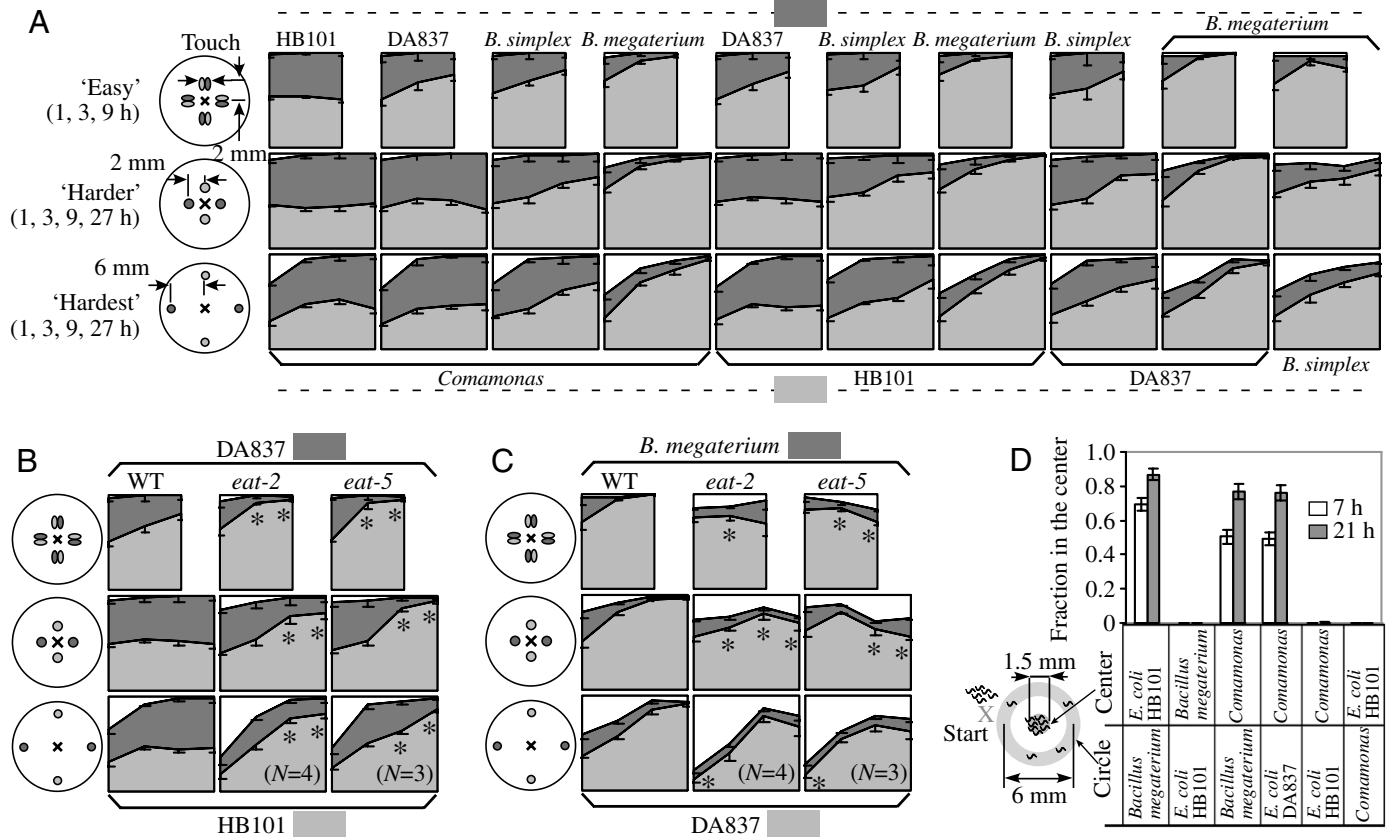 A
Touch
HB101
DA837
B. simplex
B. megaterium
DA837
B. simplex
B. megaterium
B. simplex
B. megaterium
'Easy'
(1, 3, 9 h)
2 mm
2 mm
'Harder'
(1, 3, 9, 27 h)
6 mm
'Hardest'
(1, 3, 9, 27 h)
Comamonas
HB101
DA837
B. simplex
B
DA837
WT
eat-2
eat-5
* *
* *
* *
* *
* *
* *
(N=4)
(N=3)
HB101
C
B. megaterium
WT
eat-2
eat-5
*
* *
* * *
* *
*
*
(N=4)
(N=3)
DA837
D
Fraction in the center
1.0
0.8
0.6
0.4
0.2
0
7 h
21 h
1.5 mm
X
Start
6 mm
Center
Circle
E. coli
HB101
Bacillus
megaterium
Comamonas
Comamonas
Comamonas
E. coli
HB101
Bacillus
megaterium
E. coli
HB101
Bacillus
megaterium
E. coli
DA837
E. coli
HB101
Comamonas